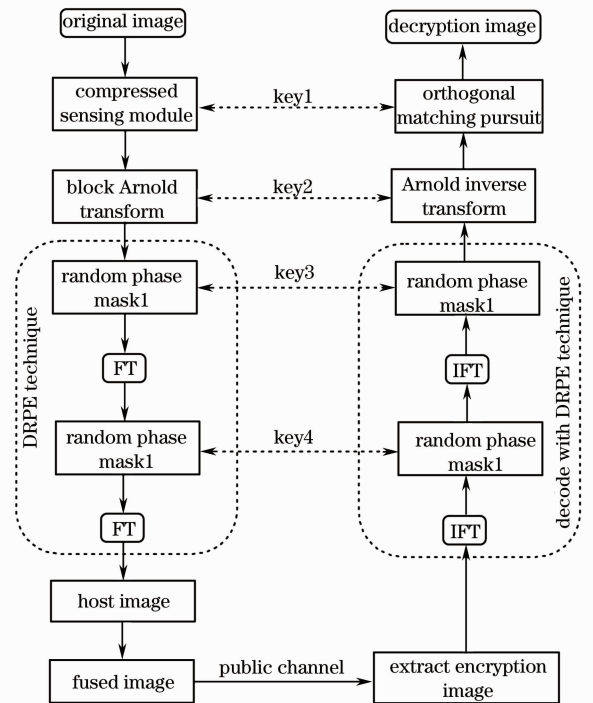 original image
compressed
sensing module
block Arnold
transform
DRPE technique
random phase
mask1
FT
random phase
mask1
FT
host image
fused image
key1
key2
key3
key4
public channel
decryption image
orthogonal
matching pursuit
Arnold inverse
transform
decode with DRPE technique
random phase
mask1
IFT
random phase
mask1
IFT
extract encryption
image